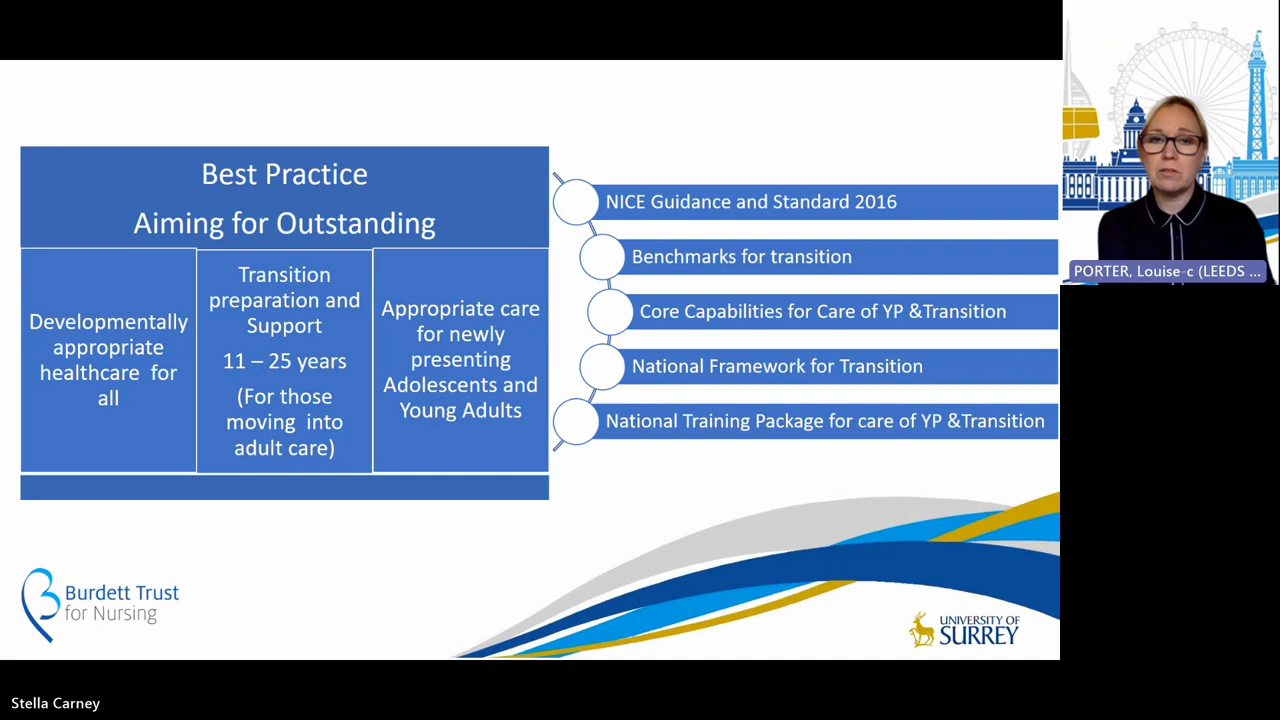 Best Practice
Aiming for Outstanding
Developmentally
appropriate
healthcare for
all
Transition
preparation and
Support
11 – 25 years
(For those
moving into
adult care)
Appropriate care
for newly
presenting
Adolescents and
Young Adults
NICE Guidance and Standard 2016
Benchmarks for transition
Core Capabilities for Care of YP &Transition
National Framework for Transition
National Training Package for care of YP &Transition
Burdett Trust
for Nursing
UNIVERSITY OF
SURREY
PORTER, Louise-c (LEEDS ...
Stella Carney